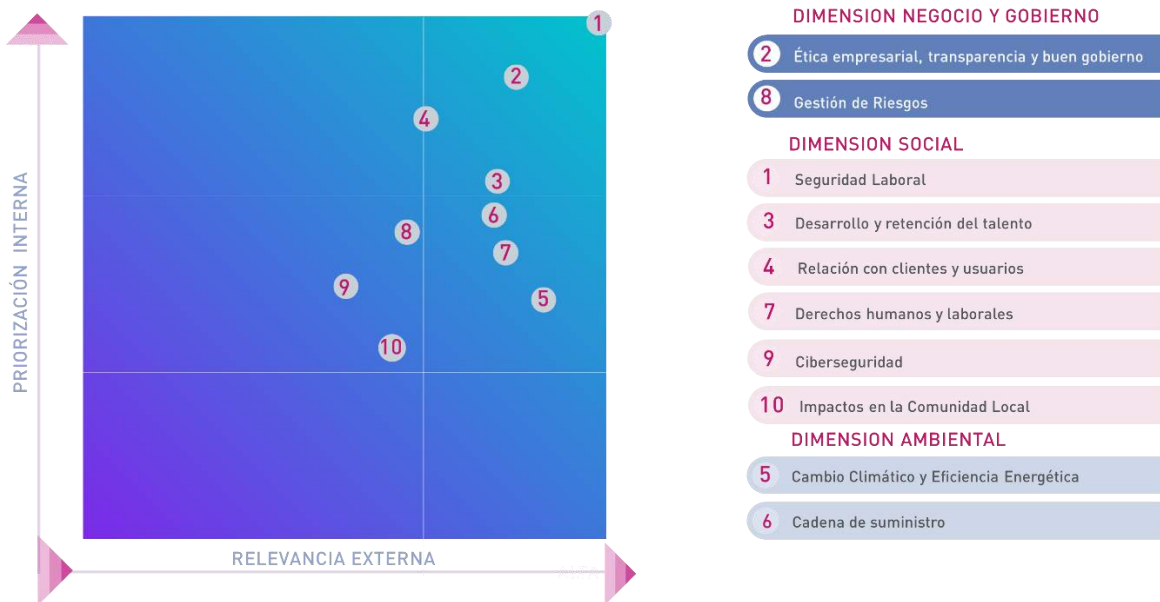 PRIORIZACIÓN INTERNA
1
2
4
3
6
8
7
9
5
10
RELEVANCIA EXTERNA
ALTA
DIMENSION NEGOCIO Y GOBIERNO
2 Ética empresarial, transparencia y buen gobierno
8 Gestión de Riesgos
DIMENSION SOCIAL
1 Seguridad Laboral
3 Desarrollo y retención del talento
4 Relación con clientes y usuarios
7 Derechos humanos y laborales
9 Ciberseguridad
10 Impactos en la Comunidad Local
DIMENSION AMBIENTAL
5 Cambio Climático y Eficiencia Energética
6 Cadena de suministro